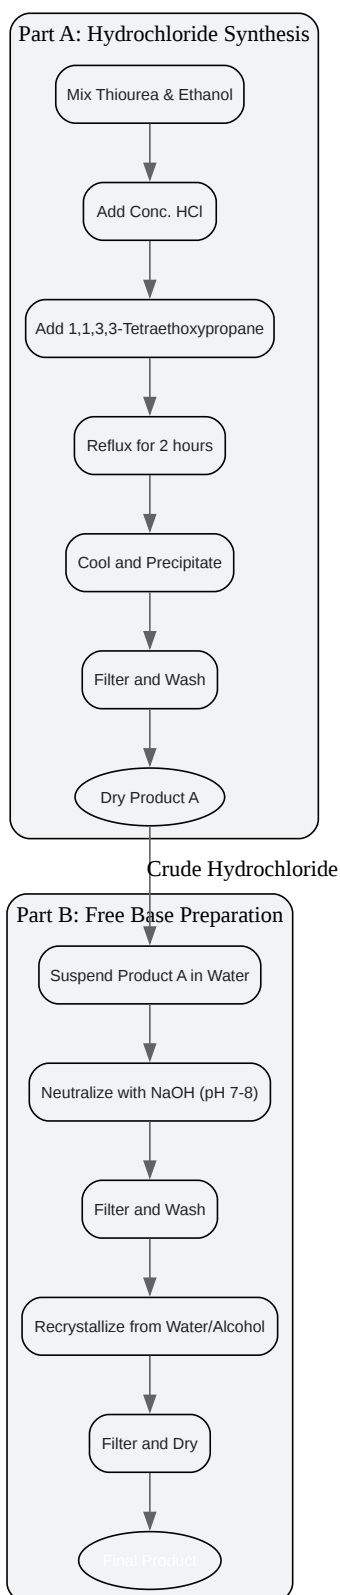 Part A: Hydrochloride Synthesis
Mix Thiourea & Ethanol
Add Conc. HCl
Add 1,1,3,3-Tetraethoxypropane
Reflux for 2 hours
Cool and Precipitate
Filter and Wash
Dry Product A
Crude Hydrochloride
Part B: Free Base Preparation
Suspend Product A in Water
Neutralize with NaOH (pH 7-8)
Filter and Wash
Recrystallize from Water/Alcohol
Filter and Dry
Final Product